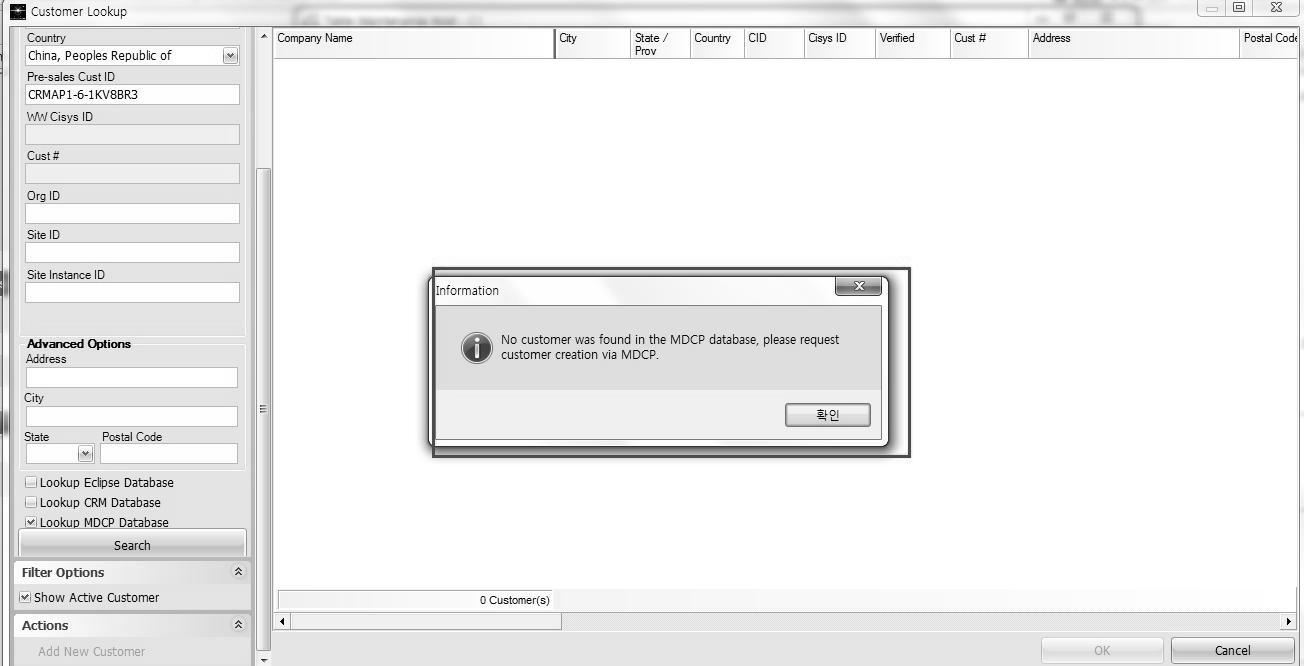 Customer Lookup
Country
China, Peoples Republic of
Pre-sales Cust ID
CRMAP1-6-1KV8BR3
WW Cisys ID
Cust #
Org ID
Site ID
Site Instance ID
Advanced Options
Address
City
State Postal Code
Lookup Eclipse Database
Lookup CRM Database
Lookup MDCP Database
Search
Filter Options
Show Active Customer
Actions
Add New Customer
Company Name City State / Prov Country CID Cisys ID Verified Cust # Address Postal Code
Information
No customer was found in the MDCP database, please request
customer creation via MDCP.
확인
0 Customer(s)
OK Cancel